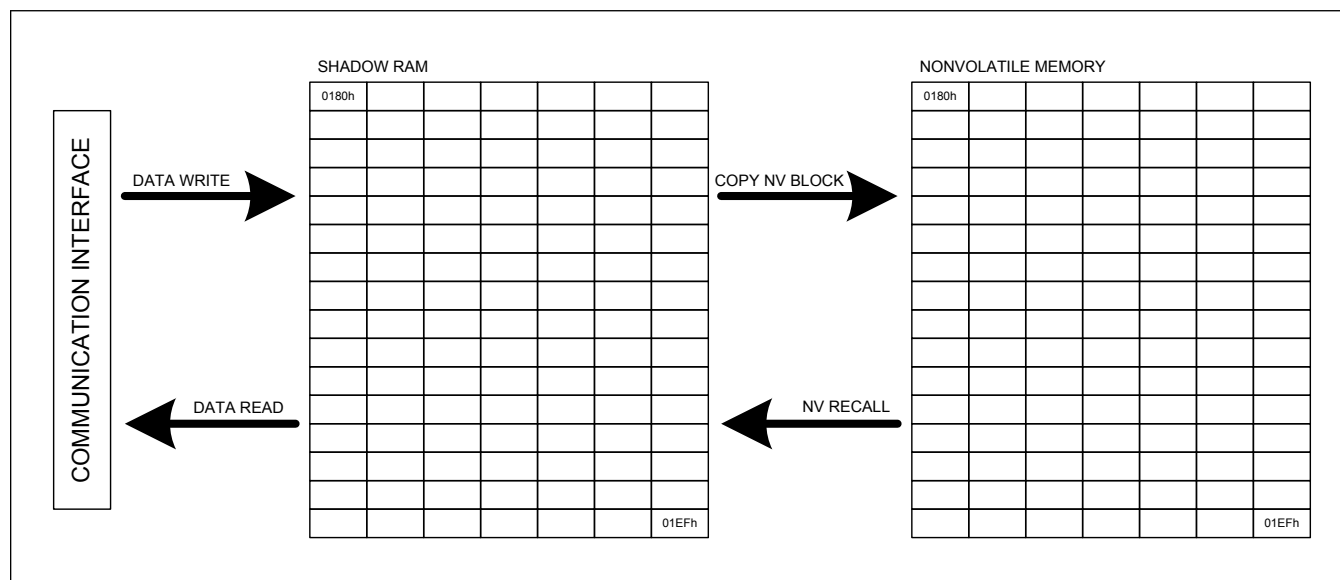 SHADOW RAM
NONVOLATILE MEMORY
0180h
0180h
COMMUNICATION INTERFACE
DATA WRITE
COPY NV BLOCK
DATA READ
NV RECALL
01EFh
01EFh